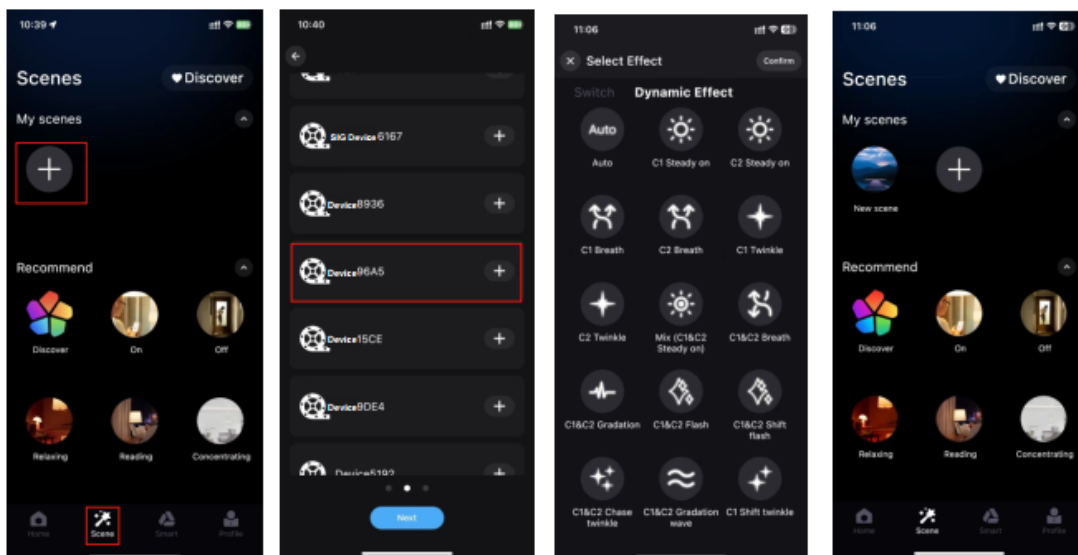 10:39
Scenes
Discover
My scenes
Recommend
Discover
On
Off
Relaxing
Reading
Concentrating
Home
Scene
Smart
Profile
10:40
SIG Device 6167
Device8936
Device96A5
Device15CE
Device9DE4
Device5192
Next
11:06
Select Effect
Confirm
Switch
Dynamic Effect
Auto
Auto
C1 Steady on
C2 Steady on
C1 Breath
C2 Breath
C1 Twinkle
C2 Twinkle
Mix (C1&C2
Steady on)
C1&C2 Breath
C1&C2 Gradation
C1&C2 Flash
C1&C2 Shift
flash
C1&C2 Chase
twinkle
C1&C2 Gradation
wave
C1 Shift twinkle
11:06
Scenes
Discover
My scenes
New scene
Recommend
Discover
On
Off
Relaxing
Reading
Concentrating
Home
Scene
Smart
Profile